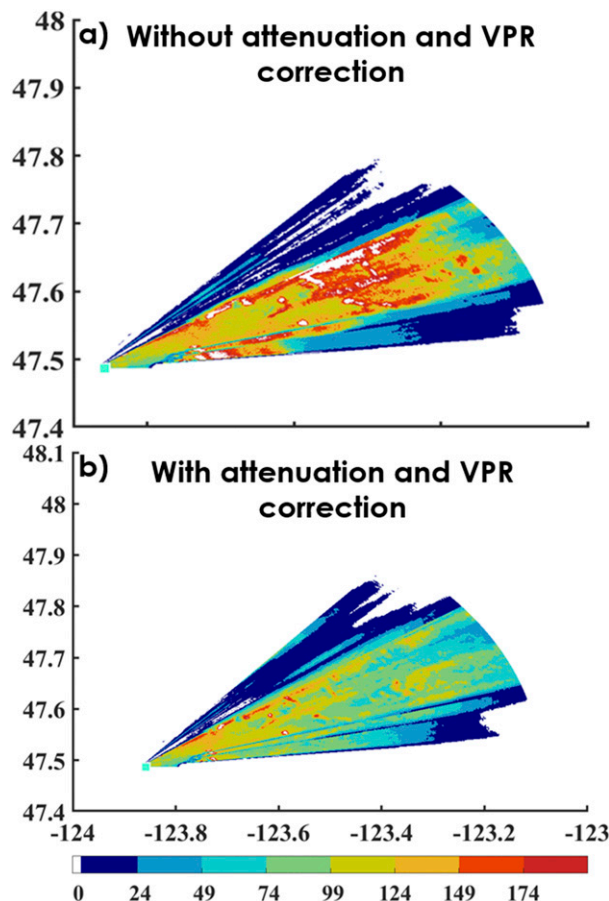 48
a) Without attenuation and VPR
correction
47.9
47.8
47.7
47.6
47.5
47.4
48.1
b) With attenuation and VPR
correction
48
47.9
47.8
47.7
47.6
47.5
47.4
-124 -123.8 -123.6 -123.4 -123.2 -123
0 24 49 74 99 124 149 174